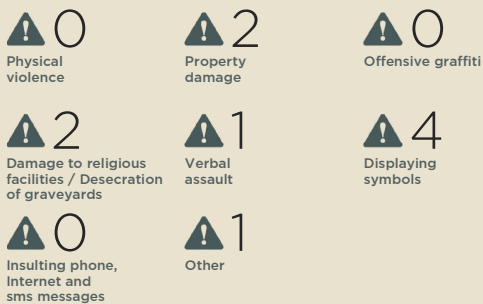 0
Physical
violence
2
Property
damage
0
Offensive graffiti
2
Damage to religious
facilities / Desecration
of graveyards
1
Verbal
assault
4
Displaying
symbols
0
Insulting phone,
Internet and
sms messages
1
Other